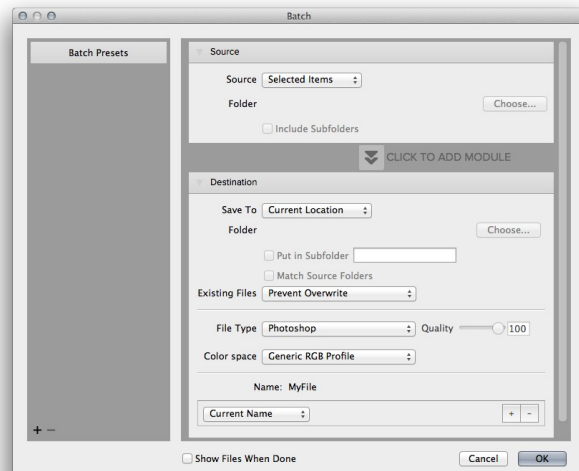 Batch
Batch Presets
Source
Source Selected Items
Folder Choose...
Include Subfolders
CLICK TO ADD MODULE
Destination
Save To Current Location
Folder Choose...
Put in Subfolder
Match Source Folders
Existing Files Prevent Overwrite
File Type Photoshop Quality 100
Color space Generic RGB Profile
Name: MyFile
Current Name + -
+ -
Show Files When Done Cancel OK